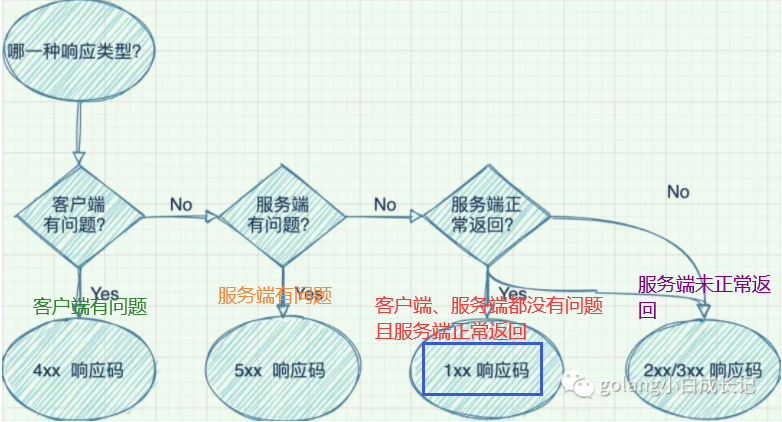 哪一种响应类型?
客户端
有问题?
No
服务端
有问题?
No
服务端正
常返回?
No
Yes
客户端有问题
Yes
服务端有问题
Yes
客户端、服务端都没有问题
且服务端正常返回
服务端未正常返
回
4xx 响应码
5xx 响应码
1xx 响应码
2xx/3xx 响应码
golang小白成长记